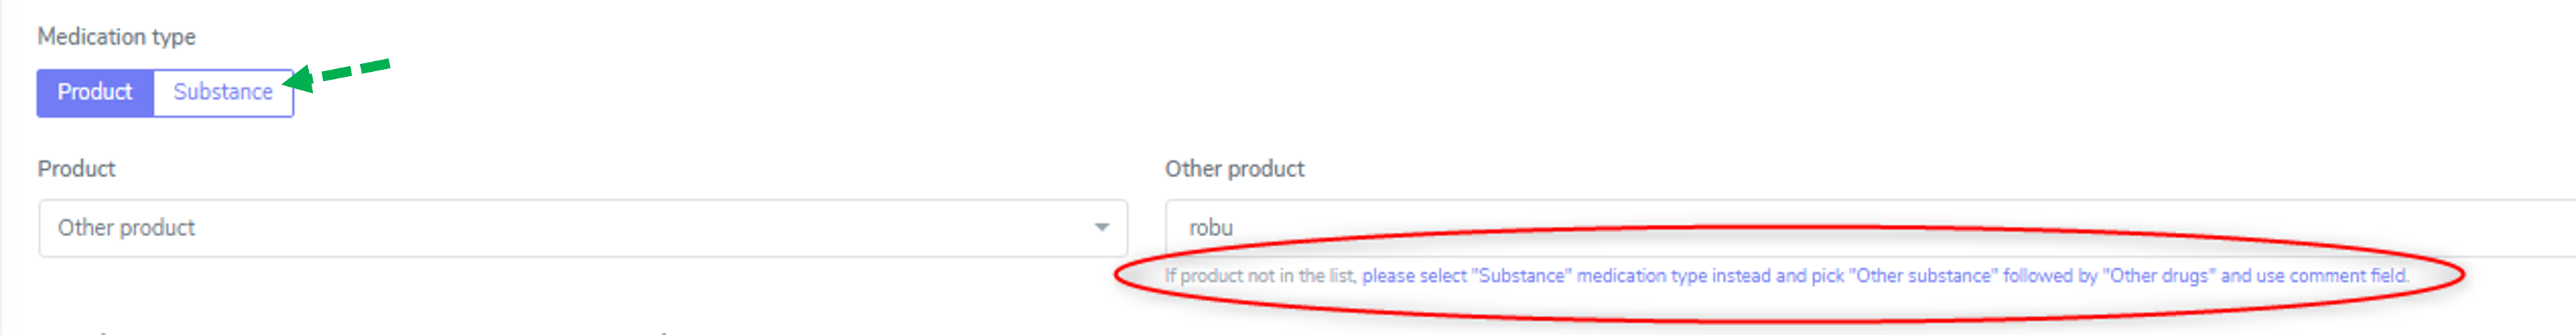 Medication type
Product Substance
Product
Other product
Other product
robu
If product not in the list, please select "Substance" medication type instead and pick "Other substance" followed by "Other drugs" and use comment field.